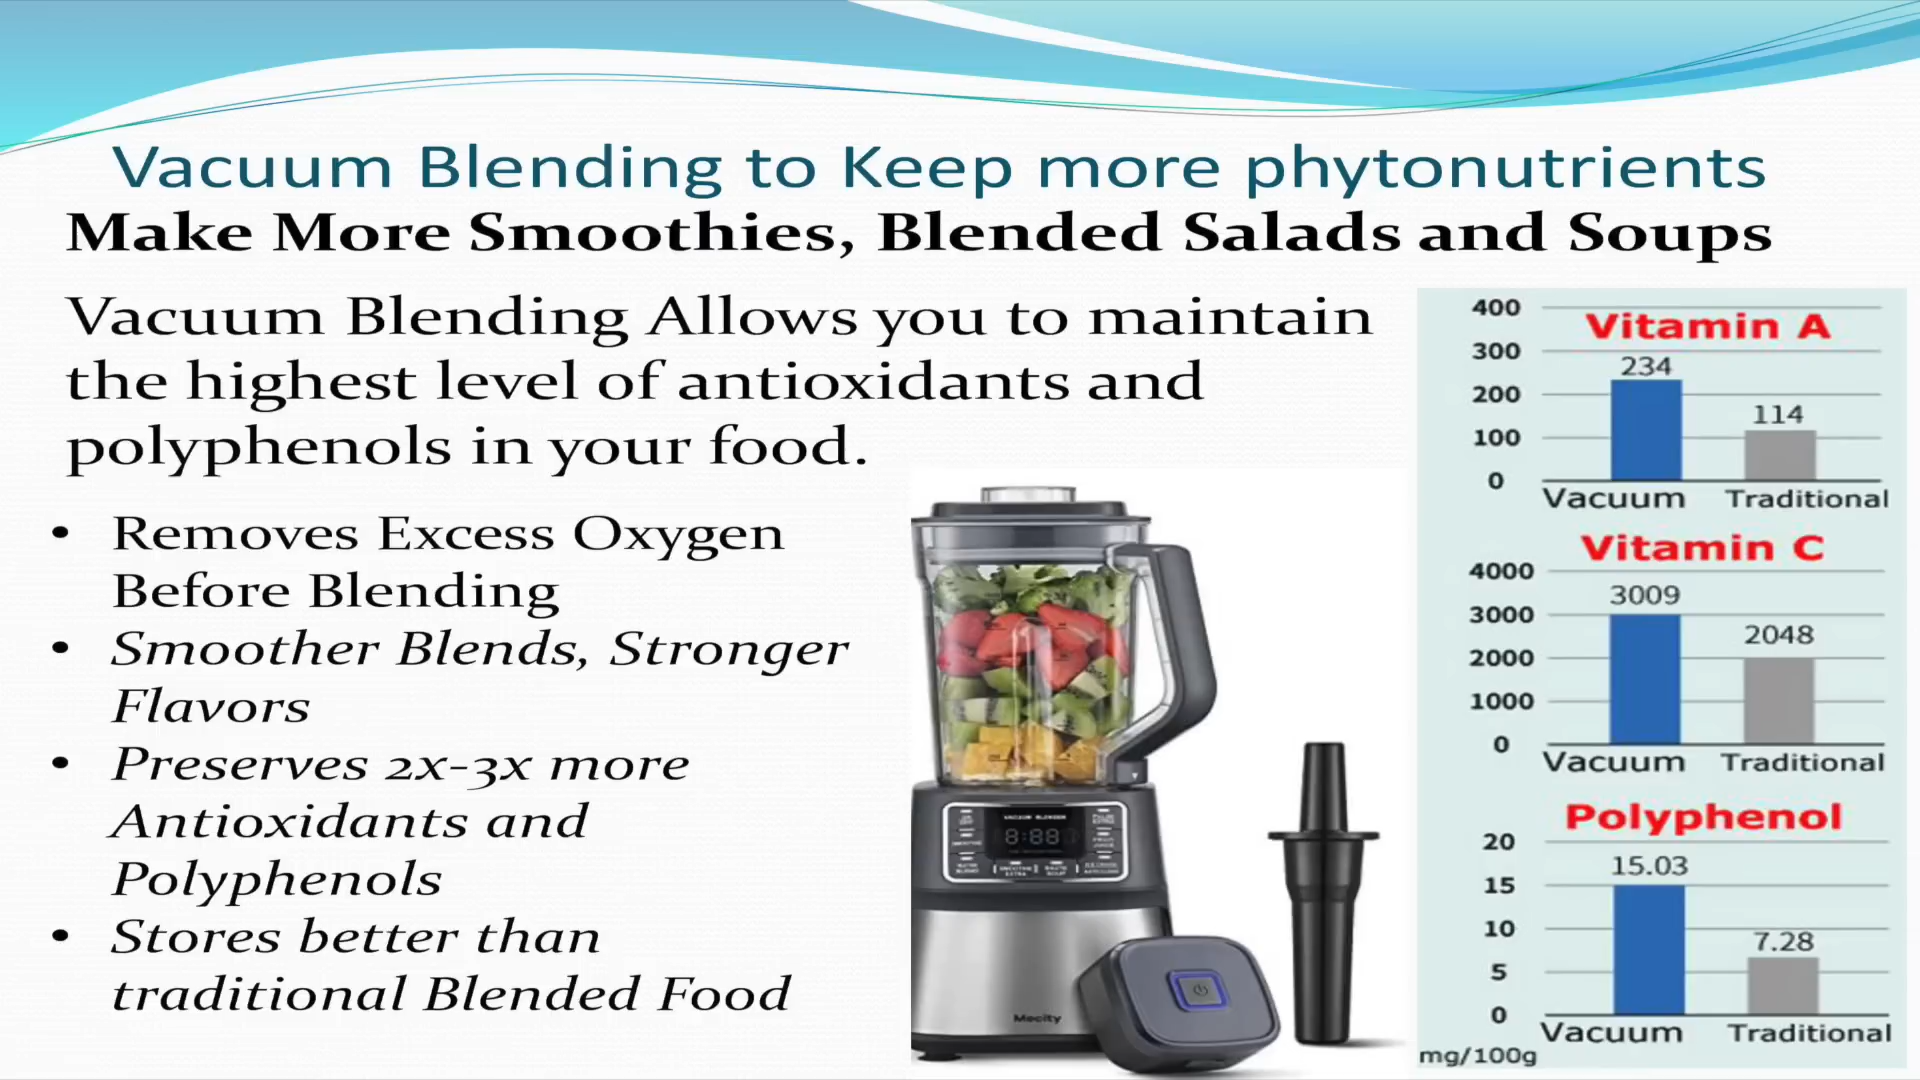 Vacuum Blending to Keep more phytonutrients
Make More Smoothies, Blended Salads and Soups
Vacuum Blending Allows you to maintain
the highest level of antioxidants and
polyphenols in your food.
• Removes Excess Oxygen
Before Blending
• Smoother Blends, Stronger
Flavors
• Preserves 2x-3x more
Antioxidants and
Polyphenols
• Stores better than
traditional Blended Food
VACUUM BLENDER
8:88
Mecity
Vitamin A
400
300
200
100
0
234
114
Vacuum Traditional
Vitamin C
4000
3000
2000
1000
0
3009
2048
Vacuum Traditional
Polyphenol
20
15
10
5
0
15.03
7.28
Vacuum Traditional
mg/100g